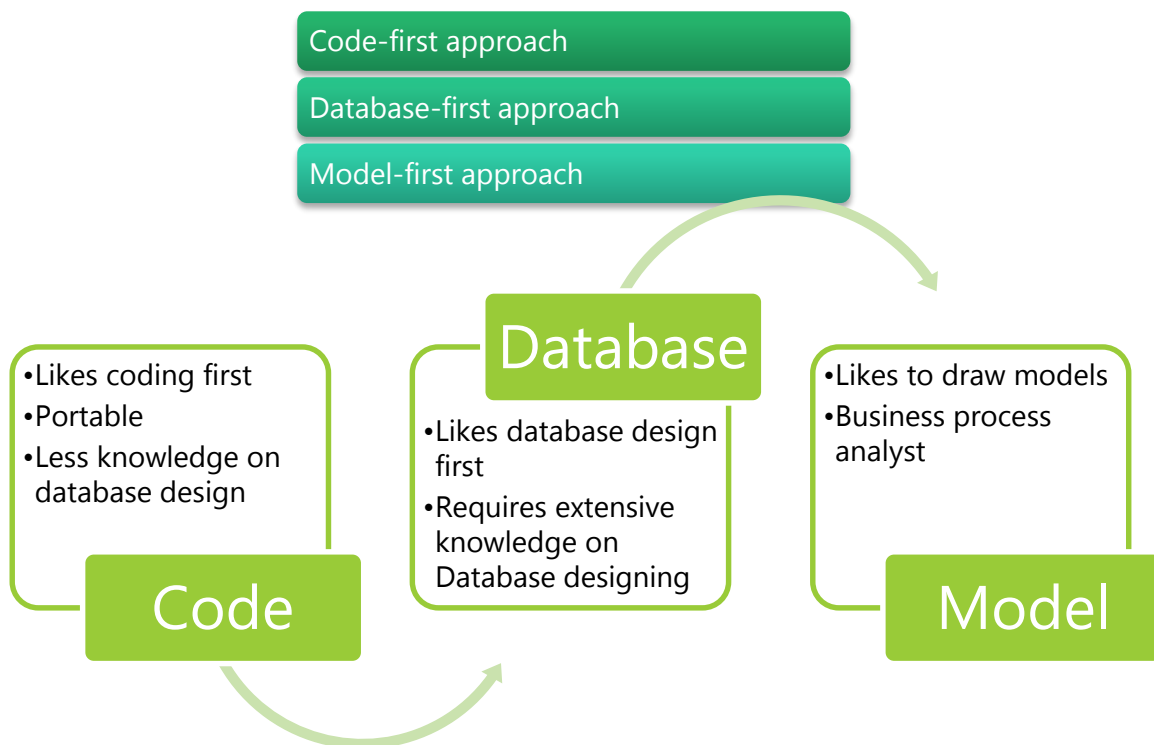 Code-first approach
Database-first approach
Model-first approach
•Likes coding first
•Portable
•Less knowledge on
database design
Code
Database
•Likes database design
first
•Requires extensive
knowledge on
Database designing
•Likes to draw models
•Business process
analyst
Model